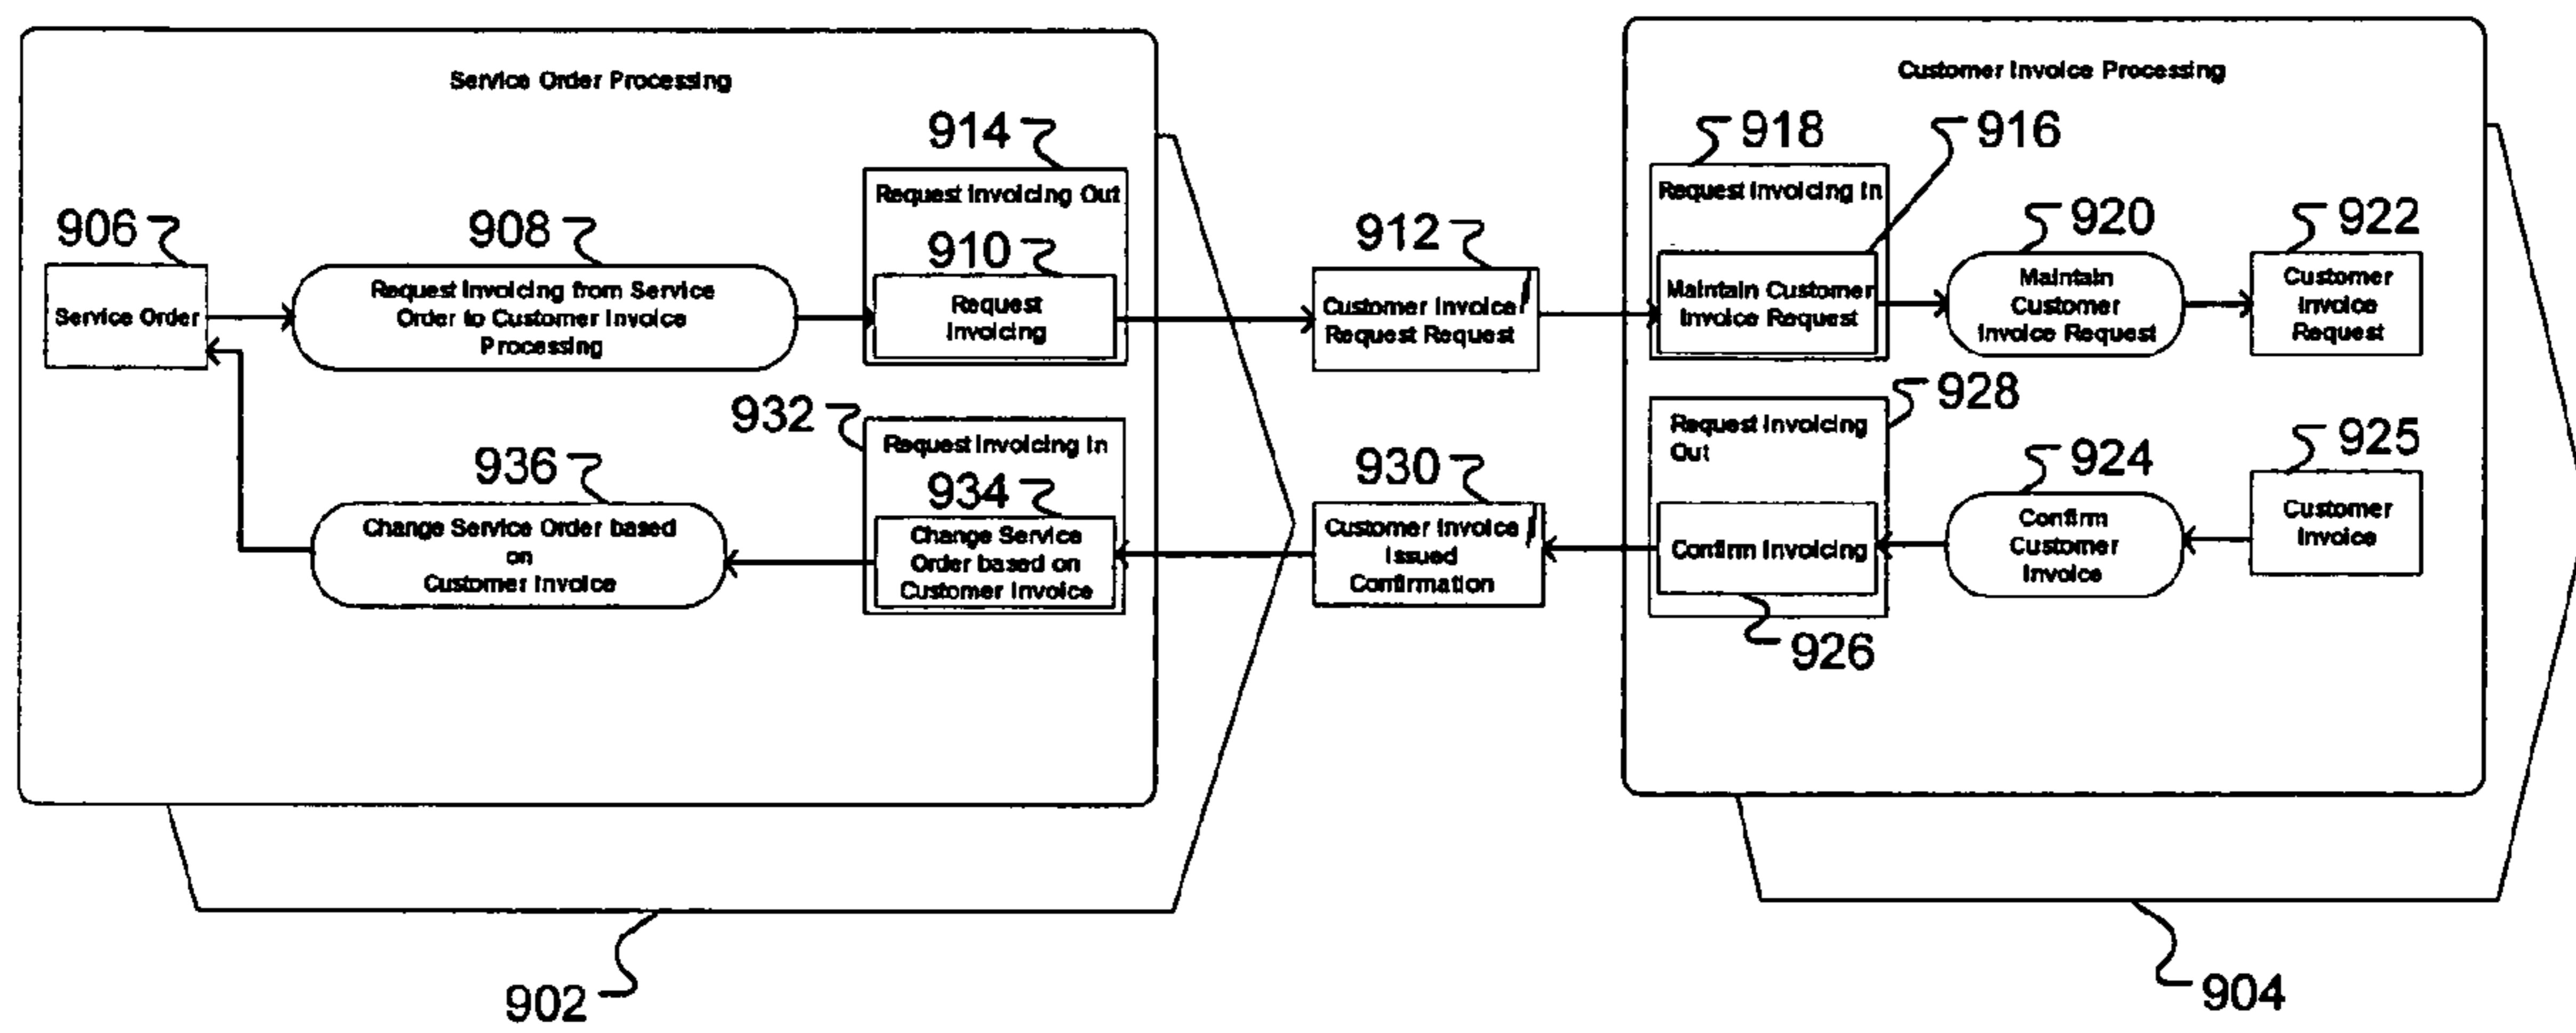 Service Order Processing
Customer Invoice Processing
914
918
916
Request Invoicing Out
Request Invoicing In
906
908
910
912
920
922
Service Order
Request Invoicing from Service
Order to Customer Invoice
Processing
Request
Invoicing
Customer Invoice
Request Request
Maintain Customer
Invoice Request
Maintain
Customer
Invoice Request
Customer
Invoice
Request
932
928
Request Invoicing In
Request Invoicing
Out
936
934
930
924
925
Change Service Order based
on
Customer Invoice
Change Service
Order based on
Customer Invoice
Customer Invoice
Issued
Confirmation
Confirm Invoicing
Confirm
Customer
Invoice
Customer
Invoice
926
902
904